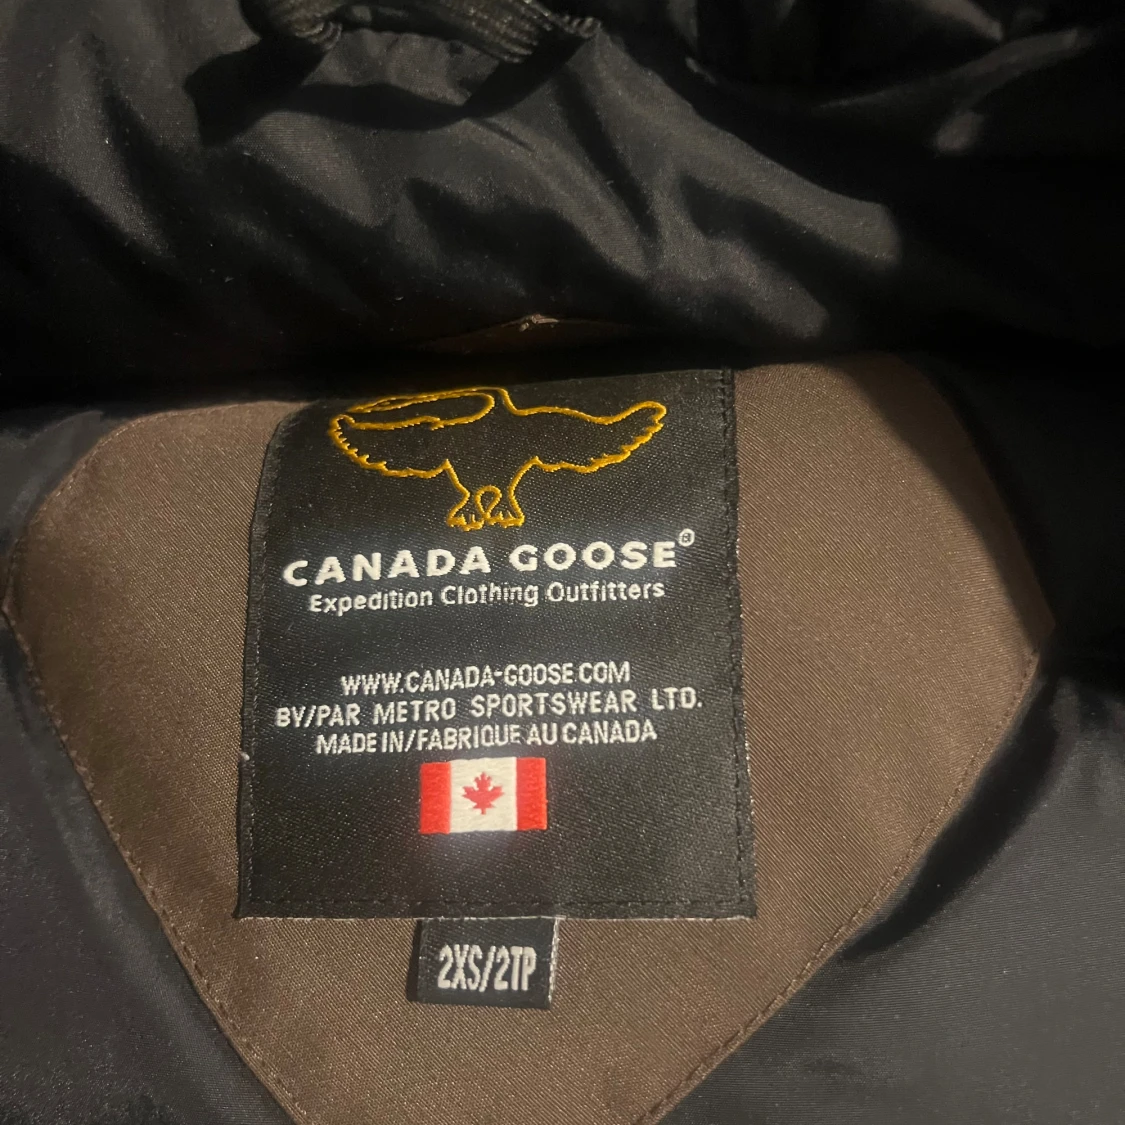 CANADA GOOSE®
Expedition Clothing Outfitters
WWW.CANADA-GOOSE.COM
BY/PAR METRO SPORTSWEAR LTD.
MADE IN/FABRIQUE AU CANADA
2XS/2TP